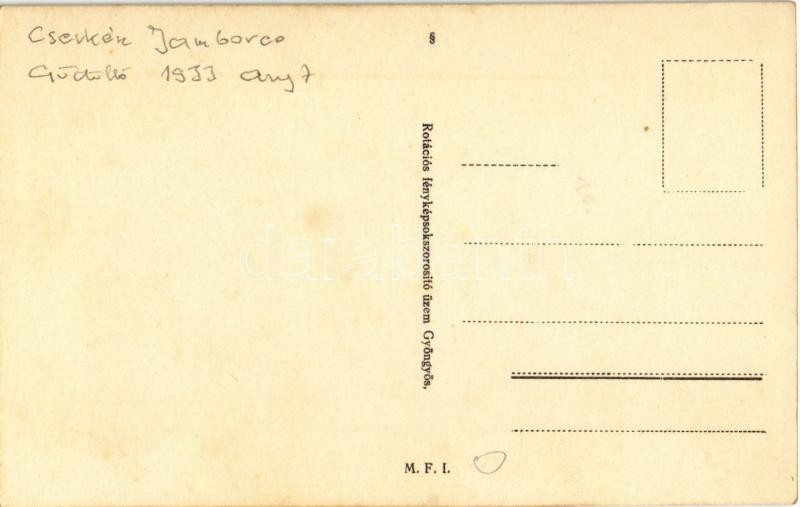 Cserkész Jamboree
Gödöllő 1933 aug 7
§
Rotációs fényképsokszorosító üzem Gyöngyös,
M. F. I.
darabanth